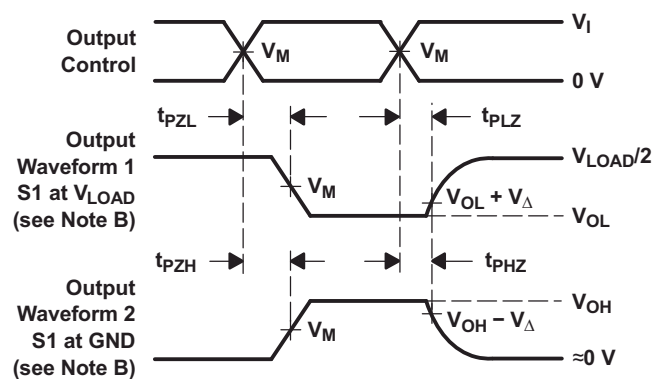 Output
Control
V_M
V_M
V_I
0 V
t_PZL
t_PLZ
Output
Waveform 1
S1 at V_LOAD
(see Note B)
V_M
V_LOAD/2
V_OL + V_Δ
V_OL
t_PZH
t_PHZ
Output
Waveform 2
S1 at GND
(see Note B)
V_M
V_OH
V_OH − V_Δ
≈0 V